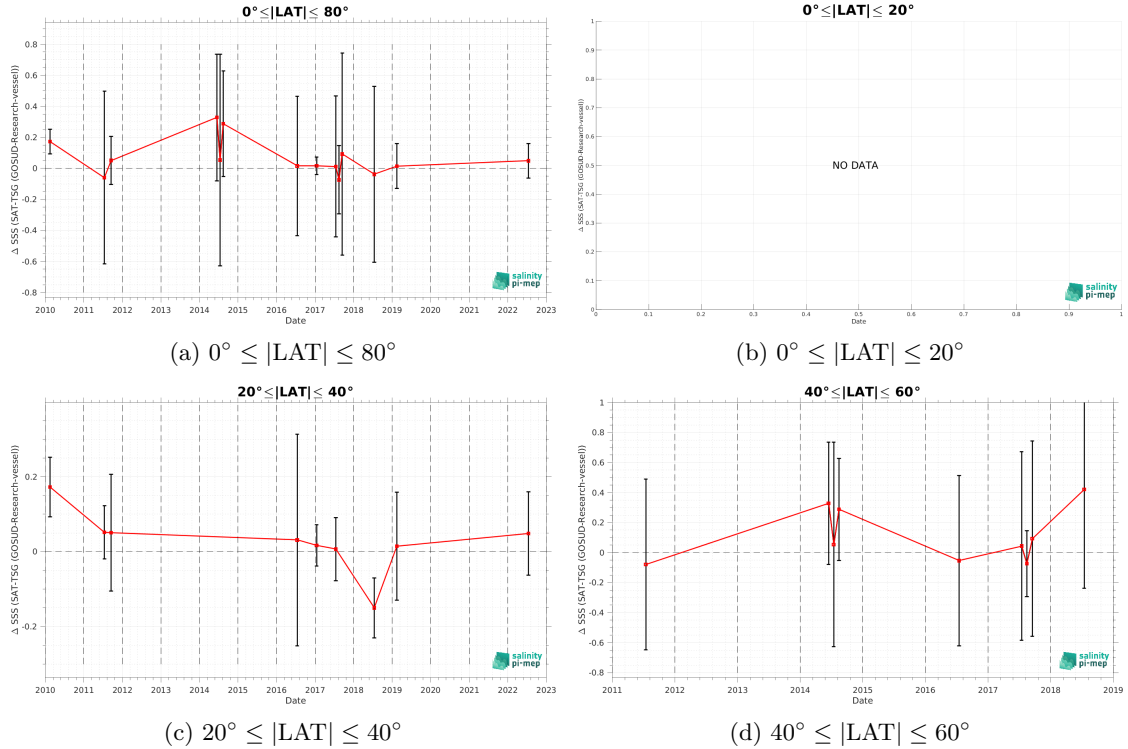 0°≤|LAT|≤ 80°
Δ SSS (SAT-TSG (GOSUD-Research-vessel))
0.8
0.6
0.4
0.2
0
-0.2
-0.4
-0.6
-0.8
2010 2011 2012 2013 2014 2015 2016 2017 2018 2019 2020 2021 2022 2023
Date
salinity
pi-mep
(a) 0° ≤ |LAT| ≤ 80°
0°≤|LAT|≤ 20°
Δ SSS (SAT-TSG (GOSUD-Research-vessel))
1
0.9
0.8
0.7
0.6
0.5
0.4
0.3
0.2
0.1
0
NO DATA
0 0.1 0.2 0.3 0.4 0.5 0.6 0.7 0.8 0.9 1
Date
salinity
pi-mep
(b) 0° ≤ |LAT| ≤ 20°
20°≤|LAT|≤ 40°
Δ SSS (SAT-TSG (GOSUD-Research-vessel))
0.2
0
-0.2
2010 2011 2012 2013 2014 2015 2016 2017 2018 2019 2020 2021 2022 2023
Date
salinity
pi-mep
(c) 20° ≤ |LAT| ≤ 40°
40°≤|LAT|≤ 60°
Δ SSS (SAT-TSG (GOSUD-Research-vessel))
1
0.8
0.6
0.4
0.2
0
-0.2
-0.4
-0.6
-0.8
2011 2012 2013 2014 2015 2016 2017 2018 2019
Date
salinity
pi-mep
(d) 40° ≤ |LAT| ≤ 60°